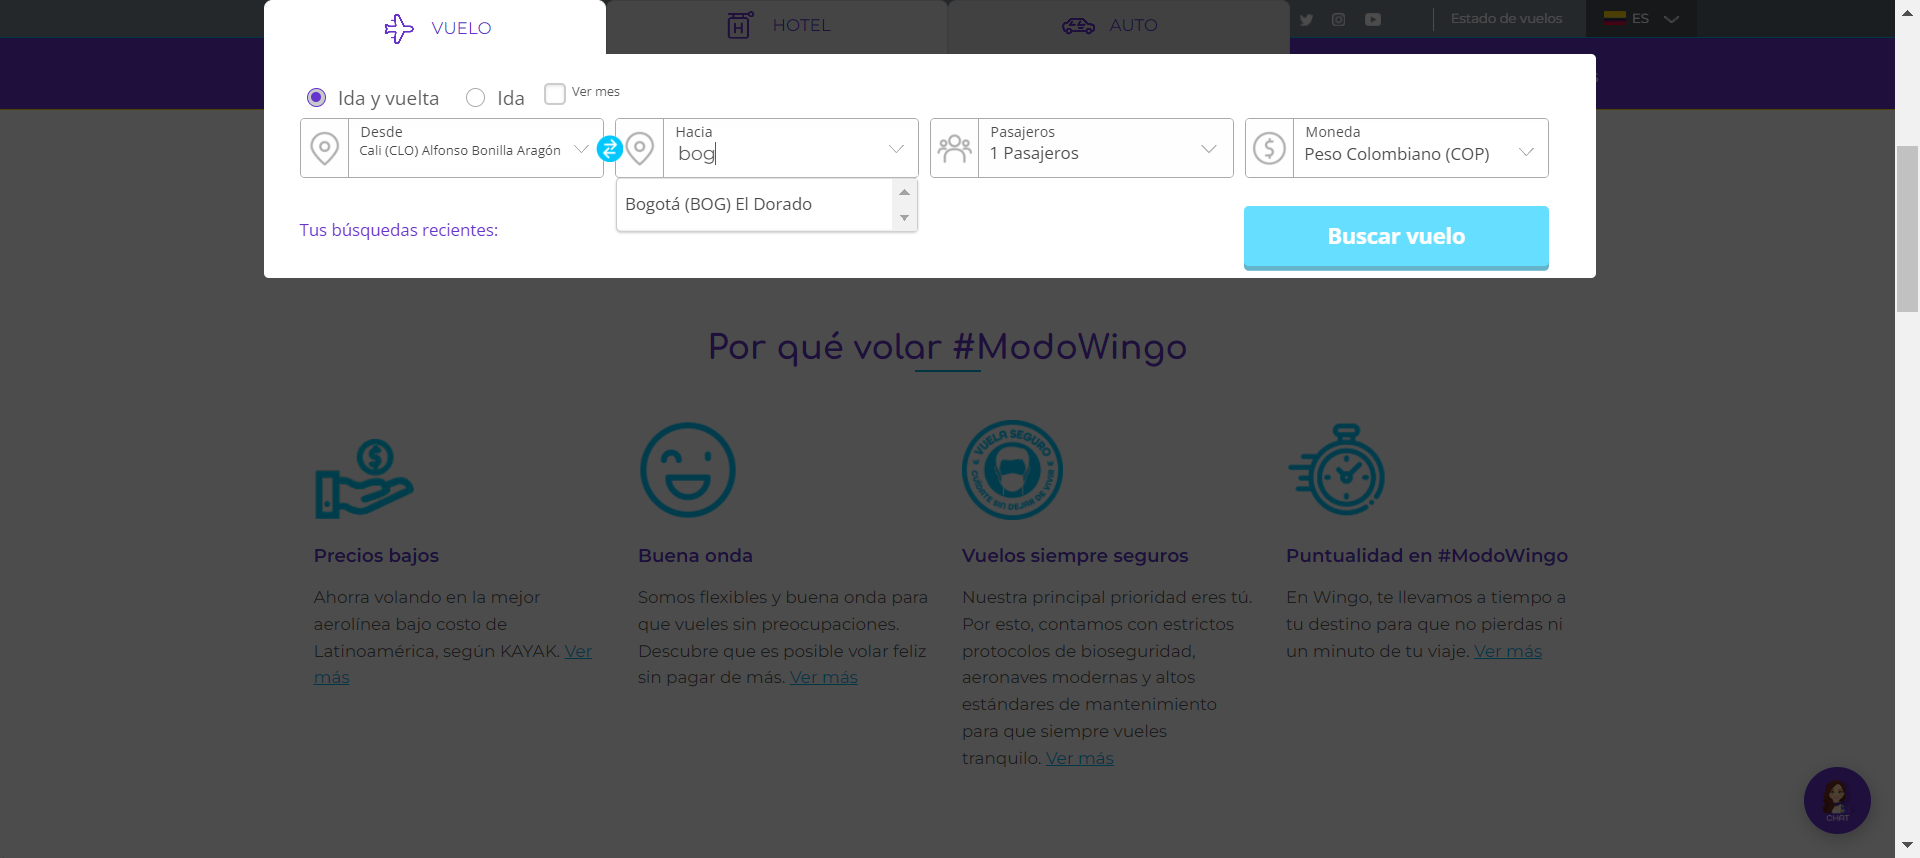 VUELO
HOTEL
AUTO
Estado de vuelos
ES
Ida y vuelta
Ida
Ver mes
Desde
Cali (CLO) Alfonso Bonilla Aragón
Hacia
bog
Pasajeros
1 Pasajeros
Moneda
Peso Colombiano (COP)
Bogotá (BOG) El Dorado
Tus búsquedas recientes:
Buscar vuelo
Por qué volar #ModoWingo
VUELA SEGURO
CUÍDATE SIN DEJAR DE VIVIR
Precios bajos
Ahorra volando en la mejor
aerolínea bajo costo de
Latinoamérica, según KAYAK. Ver
más
Buena onda
Somos flexibles y buena onda para
que vueles sin preocupaciones.
Descubre que es posible volar feliz
sin pagar de más. Ver más
Vuelos siempre seguros
Nuestra principal prioridad eres tú.
Por esto, contamos con estrictos
protocolos de bioseguridad,
aeronaves modernas y altos
estándares de mantenimiento
para que siempre vueles
tranquilo. Ver más
Puntualidad en #ModoWingo
En Wingo, te llevamos a tiempo a
tu destino para que no pierdas ni
un minuto de tu viaje. Ver más
CHAT